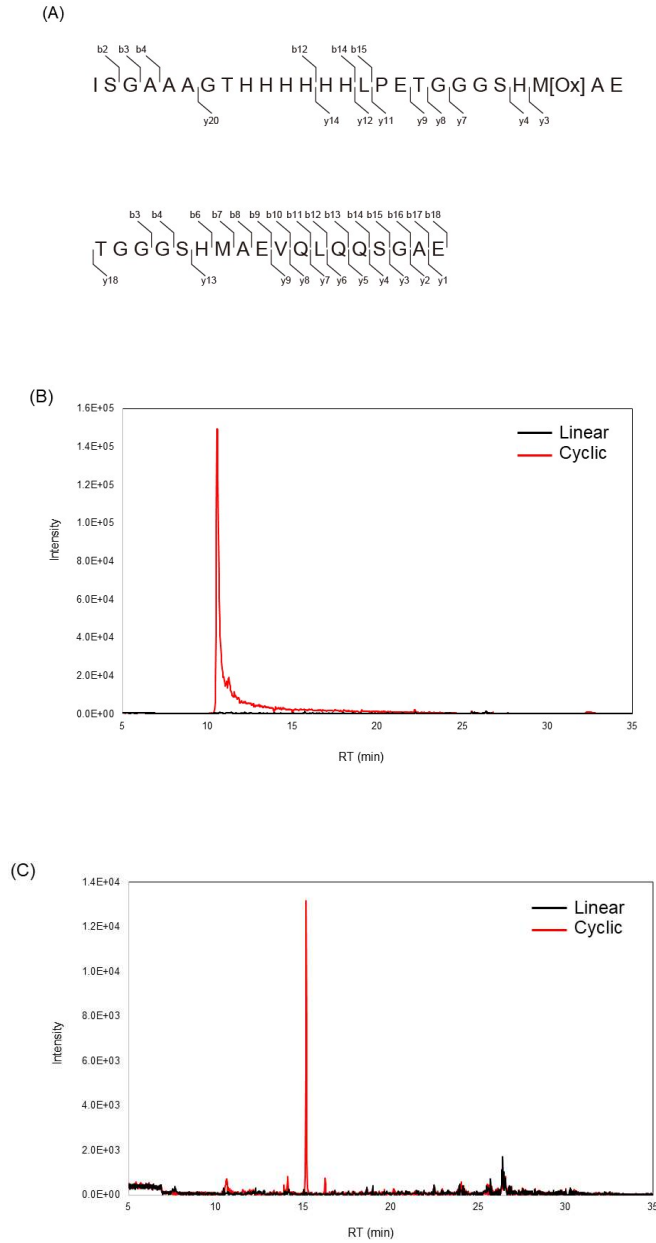 (A)
b2 b3 b4 b12 b14 b15
I S G A A A G T H H H H H H L P E T G G G S H M[Ox] A E
y20 y14 y12 y11 y9 y8 y7 y4 y3
b3 b4 b6 b7 b8 b9 b10 b11 b12 b13 b14 b15 b16 b17 b18
T G G G S H M A E V Q L Q Q S G A E
y18 y13 y9 y8 y7 y6 y5 y4 y3 y2 y1
(B)
1.6E+05
1.4E+05
1.2E+05
1.0E+05
8.0E+04
6.0E+04
4.0E+04
2.0E+04
0.0E+00
Intensity
Linear
Cyclic
5 10 15 20 25 30 35
RT (min)
(C)
1.4E+04
1.2E+04
1.0E+04
8.0E+03
6.0E+03
4.0E+03
2.0E+03
0.0E+00
Intensity
Linear
Cyclic
5 10 15 20 25 30 35
RT (min)